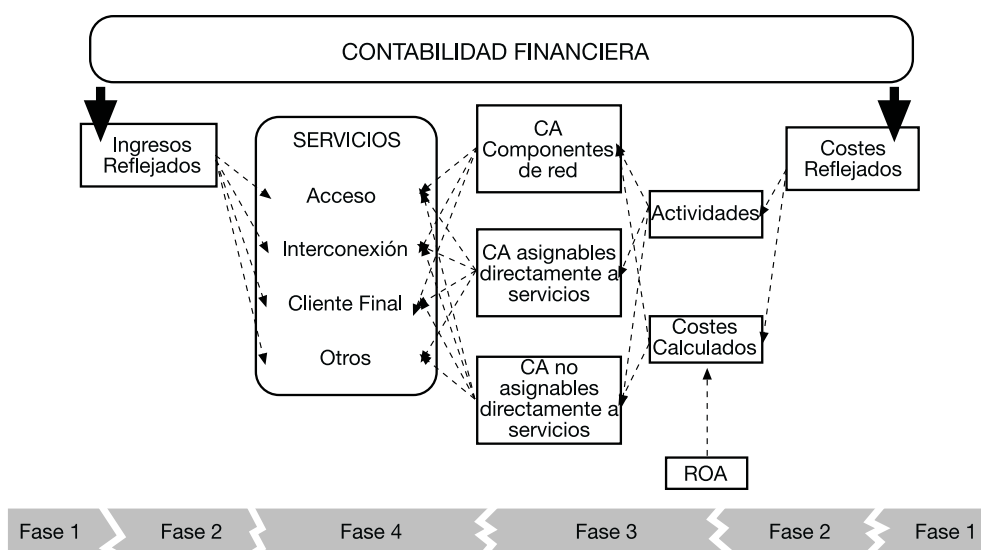 CONTABILIDAD FINANCIERA
Ingresos
Reflejados
SERVICIOS
Acceso
Interconexión
Cliente Final
Otros
CA
Componentes
de red
CA asignables
directamente a
servicios
CA no
asignables
directamente a
servicios
Actividades
Costes
Calculados
ROA
Costes
Reflejados
Fase 1
Fase 2
Fase 4
Fase 3
Fase 2
Fase 1